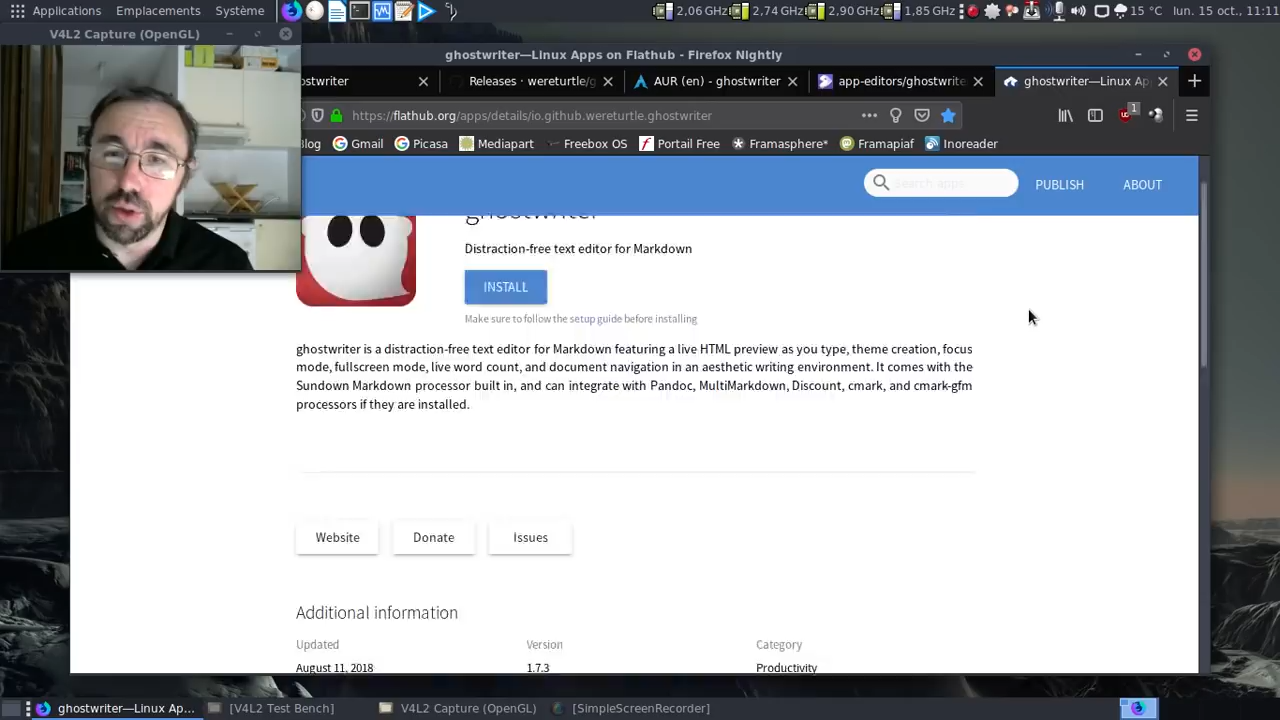 Applications Emplacements Système
2,06 GHz 2,74 GHz 2,90 GHz 1,85 GHz 15 °C lun. 15 oct., 11:11
V4L2 Capture (OpenGL)
ghostwriter—Linux Apps on Flathub - Firefox Nightly
ostwriter
Releases · wereturtle/g
AUR (en) - ghostwriter
app-editors/ghostwrite
ghostwriter—Linux Ap
https://flathub.org/apps/details/io.github.wereturtle.ghostwriter
1
log Gmail Picasa Mediapart Freebox OS Portail Free Framasphère* Framapiaf Inoreader
Search apps
PUBLISH
ABOUT
ghostwriter
Distraction-free text editor for Markdown
INSTALL
Make sure to follow the setup guide before installing
ghostwriter is a distraction-free text editor for Markdown featuring a live HTML preview as you type, theme creation, focus
mode, fullscreen mode, live word count, and document navigation in an aesthetic writing environment. It comes with the
Sundown Markdown processor built in, and can integrate with Pandoc, MultiMarkdown, Discount, cmark, and cmark-gfm
processors if they are installed.
Website Donate Issues
Additional information
Updated Version Category
August 11, 2018 1.7.3 Productivity
ghostwriter—Linux Ap... [V4L2 Test Bench] V4L2 Capture (OpenGL) [SimpleScreenRecorder]